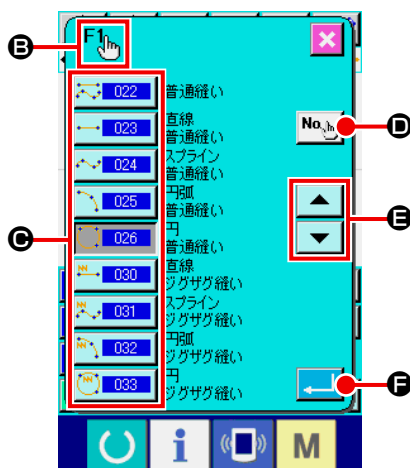 B
F1
022 普通縫い
直線
023 普通縫い
No.
D
スプライン
024 普通縫い
円弧
025 普通縫い
E
C
円
026 普通縫い
直線
030 ジグザグ縫い
スプライン
031 ジグザグ縫い
円弧
032 ジグザグ縫い
円
033 ジグザグ縫い
F
i
M